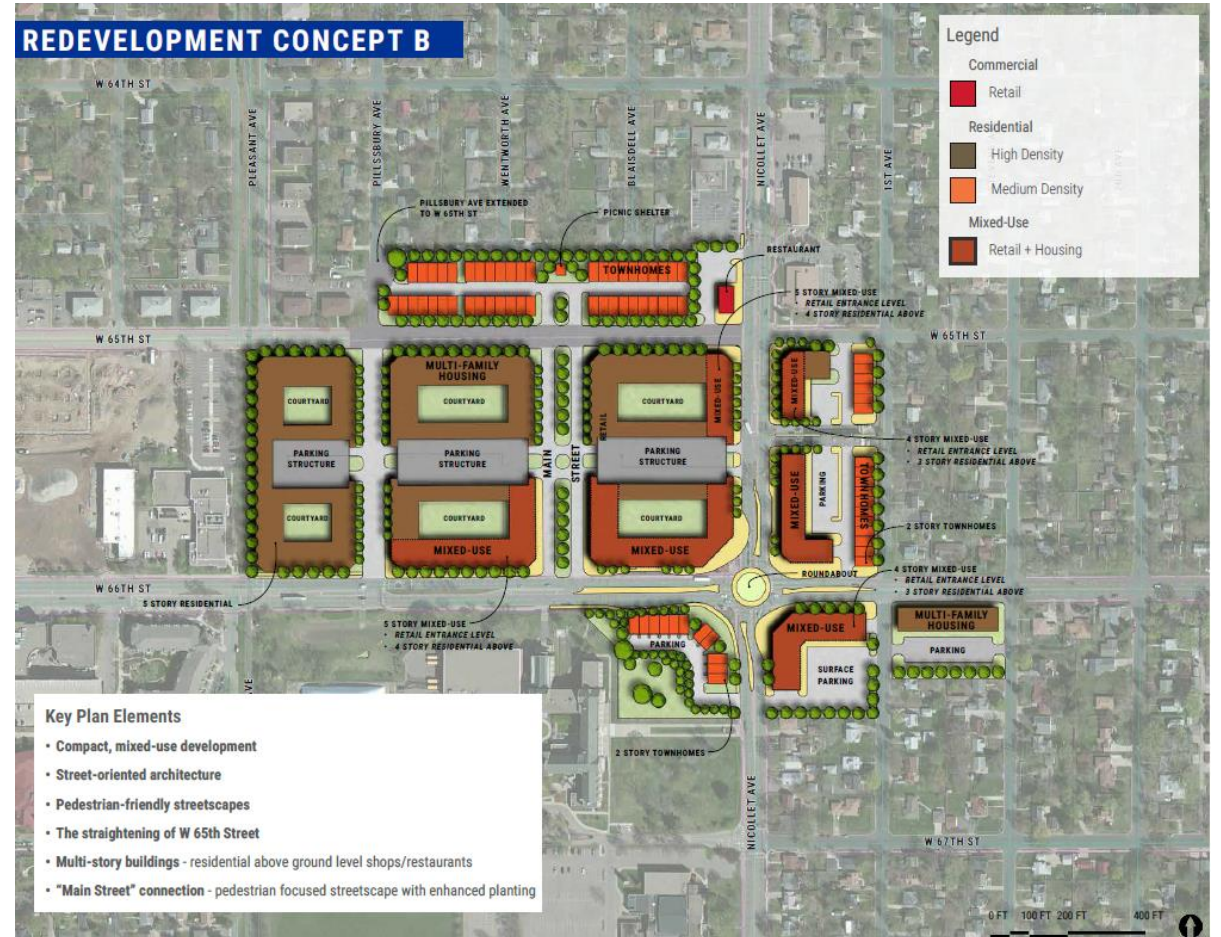 REDEVELOPMENT CONCEPT B
Legend
Commercial
Retail
Residential
High Density
Medium Density
Mixed-Use
Retail + Housing
W 64TH ST
PLEASANT AVE
PILLSBURY AVE
WENTWORTH AVE
BLAISDELL AVE
NICOLLET AVE
1ST AVE
PILLSBURY AVE EXTENDED
TO W 65TH ST
PICNIC SHELTER
RESTAURANT
TOWNHOMES
5 STORY MIXED-USE
• RETAIL ENTRANCE LEVEL
• 4 STORY RESIDENTIAL ABOVE
W 65TH ST
W 65TH ST
MULTI-FAMILY
HOUSING
COURTYARD
COURTYARD
COURTYARD
MIXED-USE
MIXED-USE
RETAIL
PARKING
STRUCTURE
PARKING
STRUCTURE
MAIN
STREET
PARKING
STRUCTURE
4 STORY MIXED-USE
• RETAIL ENTRANCE LEVEL
• 3 STORY RESIDENTIAL ABOVE
MIXED-USE
PARKING
TOWNHOMES
COURTYARD
COURTYARD
COURTYARD
2 STORY TOWNHOMES
MIXED-USE
MIXED-USE
ROUNDABOUT
4 STORY MIXED-USE
• RETAIL ENTRANCE LEVEL
• 3 STORY RESIDENTIAL ABOVE
W 66TH ST
5 STORY RESIDENTIAL
5 STORY MIXED-USE
• RETAIL ENTRANCE LEVEL
• 4 STORY RESIDENTIAL ABOVE
PARKING
MIXED-USE
MULTI-FAMILY
HOUSING
PARKING
SURFACE
PARKING
2 STORY TOWNHOMES
NICOLLET AVE
W 67TH ST
Key Plan Elements
• Compact, mixed-use development
• Street-oriented architecture
• Pedestrian-friendly streetscapes
• The straightening of W 65th Street
• Multi-story buildings - residential above ground level shops/restaurants
• "Main Street" connection - pedestrian focused streetscape with enhanced planting
0 FT 100 FT 200 FT 400 FT